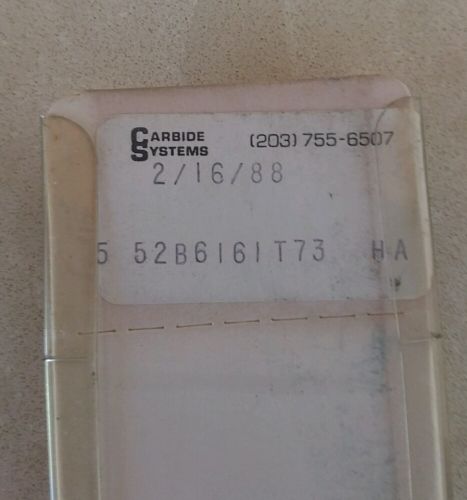 CARBIDE SYSTEMS (203) 755-6507
2/16/88
5 52B6161T73 HA